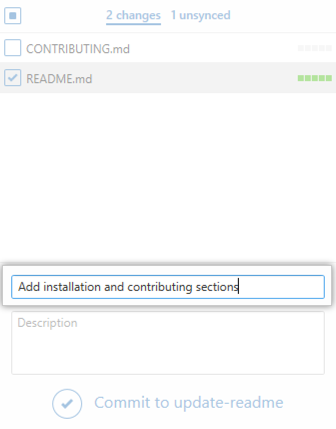 2 changes 1 unsynced
CONTRIBUTING.md
README.md
Add installation and contributing sections
Description
Commit to update-readme